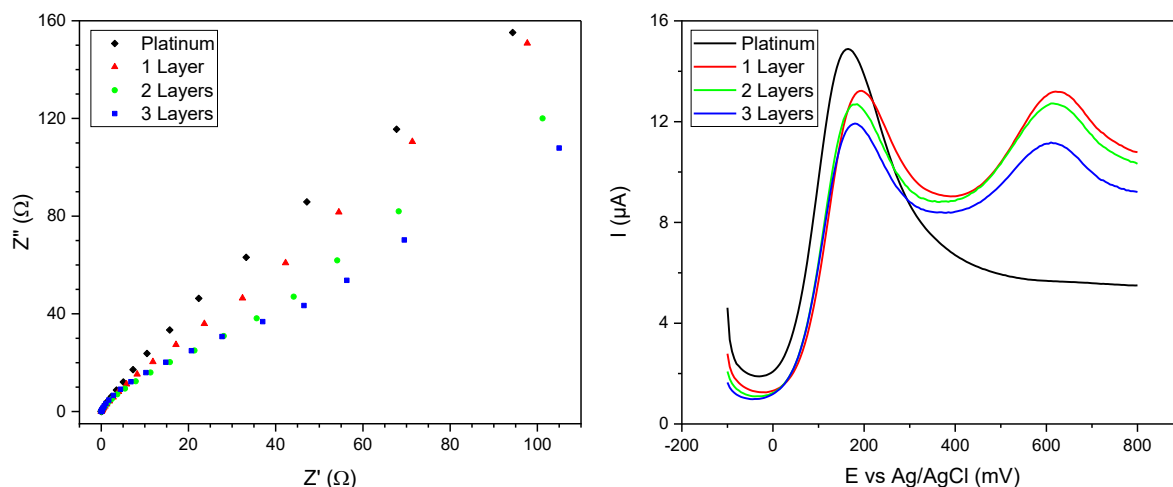 160
120
80
40
0
Z" (Ω)
Platinum
1 Layer
2 Layers
3 Layers
0 20 40 60 80 100
Z' (Ω)
16
12
8
4
0
I (µA)
Platinum
1 Layer
2 Layers
3 Layers
-200 0 200 400 600 800
E vs Ag/AgCl (mV)